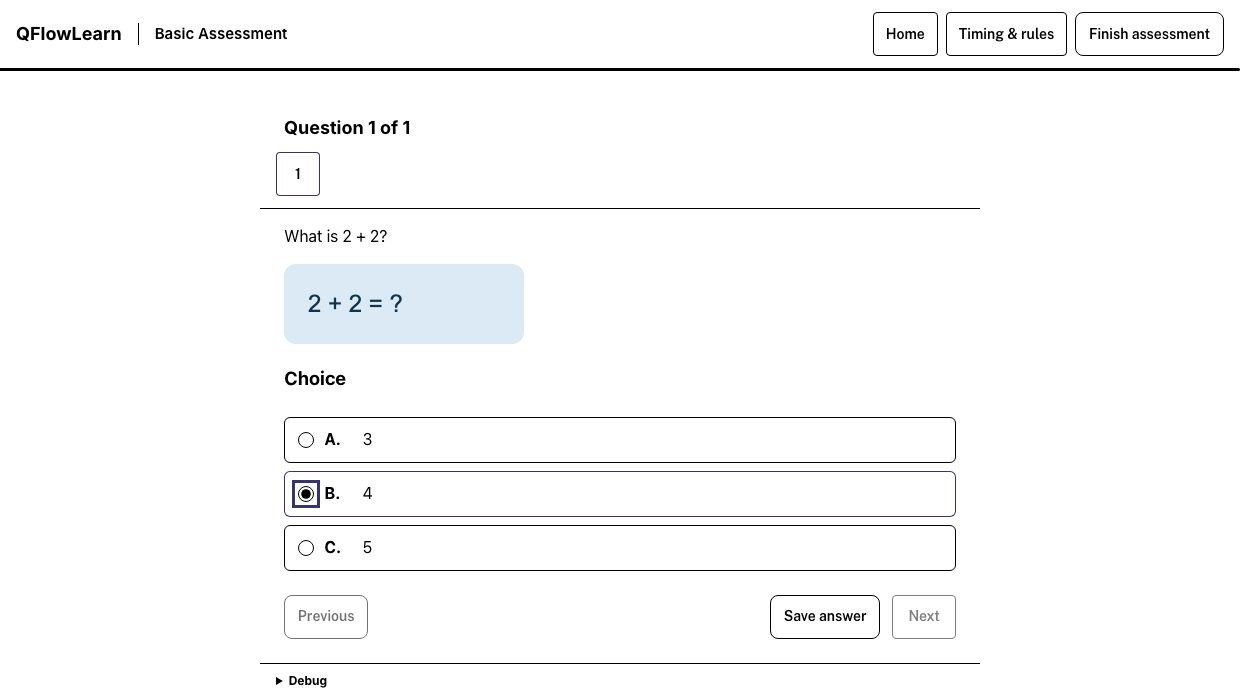 QFlowLearn Basic Assessment Home Timing & rules Finish assessment
Question 1 of 1
1
What is 2 + 2?
2 + 2 = ?
Choice
A. 3
B. 4
C. 5
Previous Save answer Next
Debug